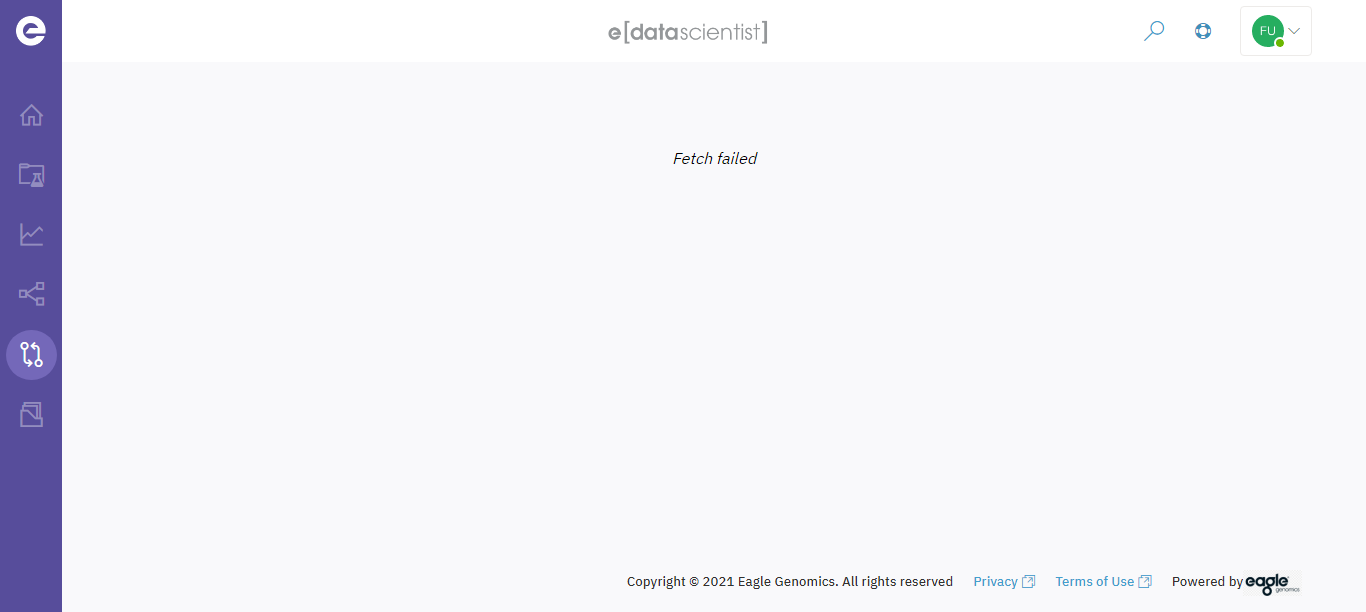 e
e[datascientist]
FU
Fetch failed
Copyright © 2021 Eagle Genomics. All rights reserved Privacy Terms of Use Powered by eagle genomics